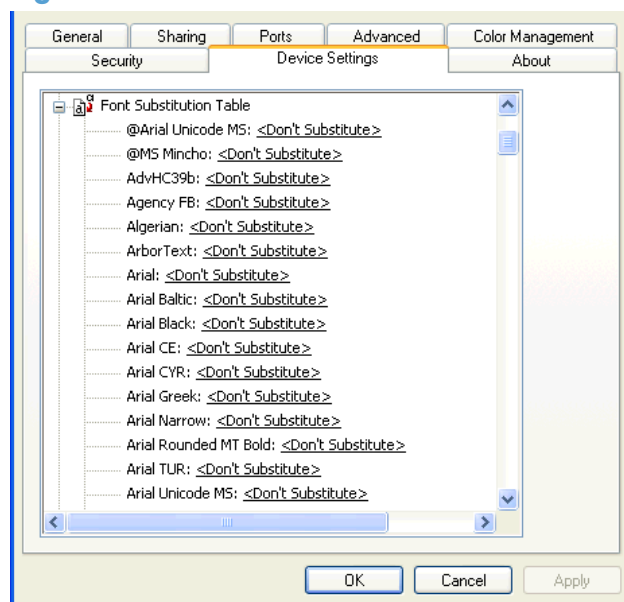 General Sharing Ports Advanced Color Management
Security Device Settings About
Font Substitution Table
@Arial Unicode MS: <Don't Substitute>
@MS Mincho: <Don't Substitute>
AdvHC39b: <Don't Substitute>
Agency FB: <Don't Substitute>
Algerian: <Don't Substitute>
ArborText: <Don't Substitute>
Arial: <Don't Substitute>
Arial Baltic: <Don't Substitute>
Arial Black: <Don't Substitute>
Arial CE: <Don't Substitute>
Arial CYR: <Don't Substitute>
Arial Greek: <Don't Substitute>
Arial Narrow: <Don't Substitute>
Arial Rounded MT Bold: <Don't Substitute>
Arial TUR: <Don't Substitute>
Arial Unicode MS: <Don't Substitute>
OK Cancel Apply